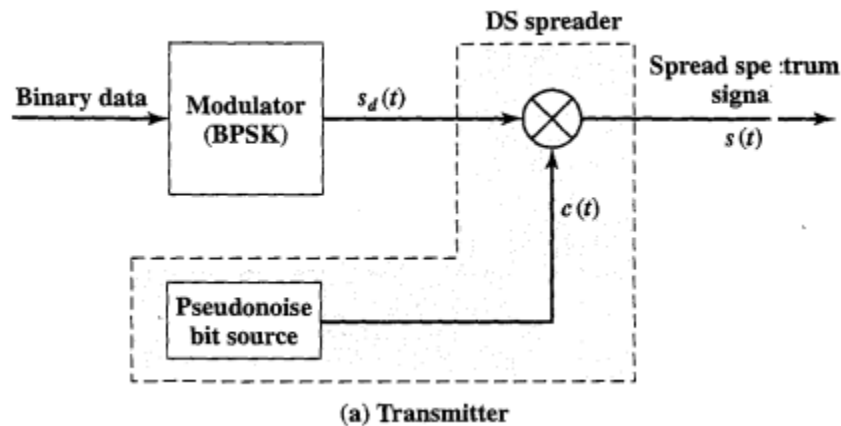 DS spreader
Binary data
Modulator
(BPSK)
s_d(t)
Spread spe :trum
signa
s(t)
c(t)
Pseudonoise
bit source
(a) Transmitter